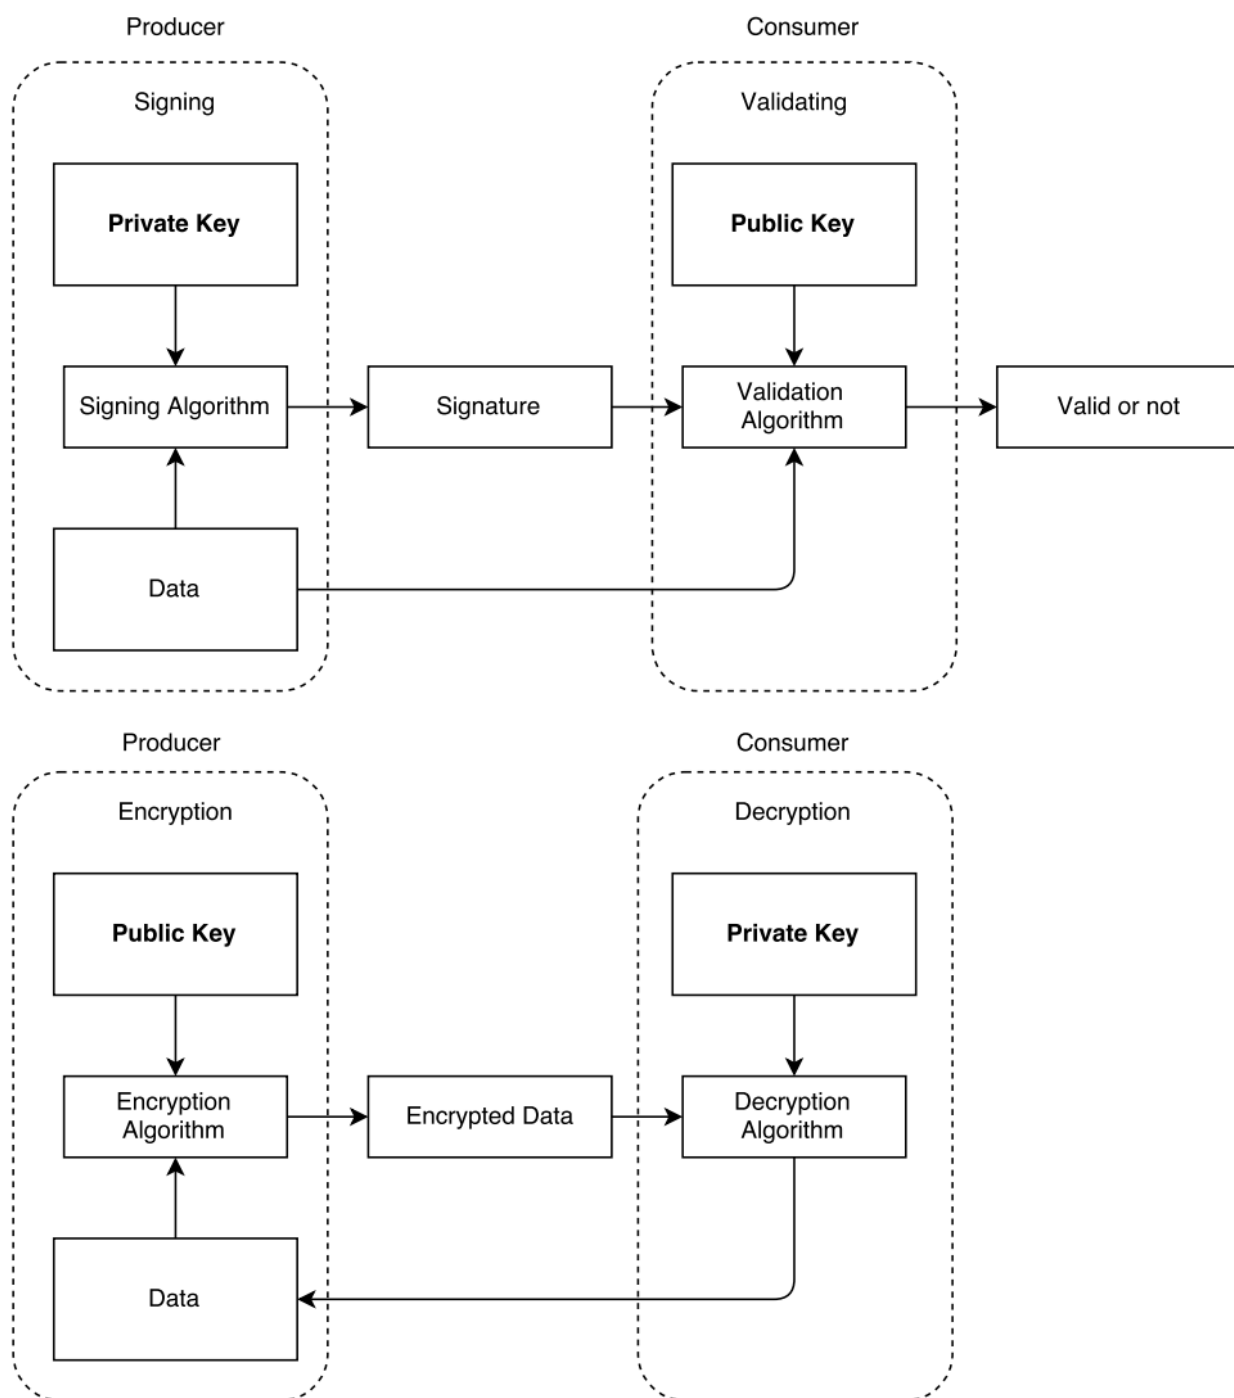 Producer
Consumer
Signing
Validating
Private Key
Public Key
Signing Algorithm
Signature
Validation
Algorithm
Valid or not
Data
Producer
Consumer
Encryption
Decryption
Public Key
Private Key
Encryption
Algorithm
Encrypted Data
Decryption
Algorithm
Data